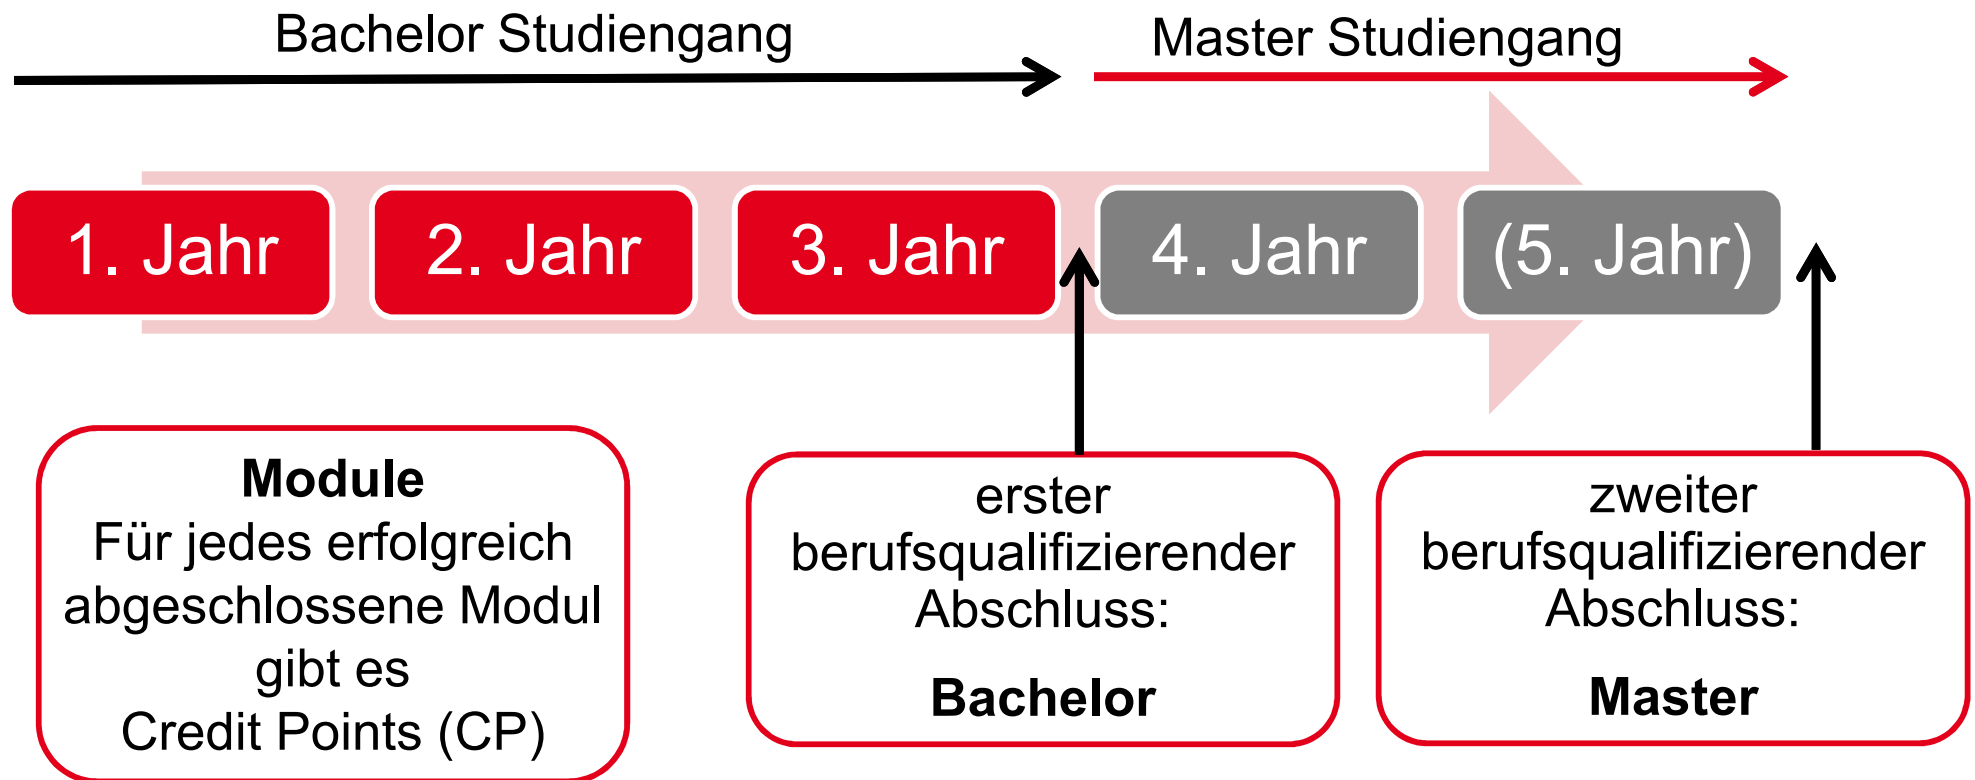 Bachelor Studiengang
Master Studiengang
1. Jahr
2. Jahr
3. Jahr
4. Jahr
(5. Jahr)
Module
Für jedes erfolgreich
abgeschlossene Modul
gibt es
Credit Points (CP)
erster
berufsqualifizierender
Abschluss:
Bachelor
zweiter
berufsqualifizierender
Abschluss:
Master